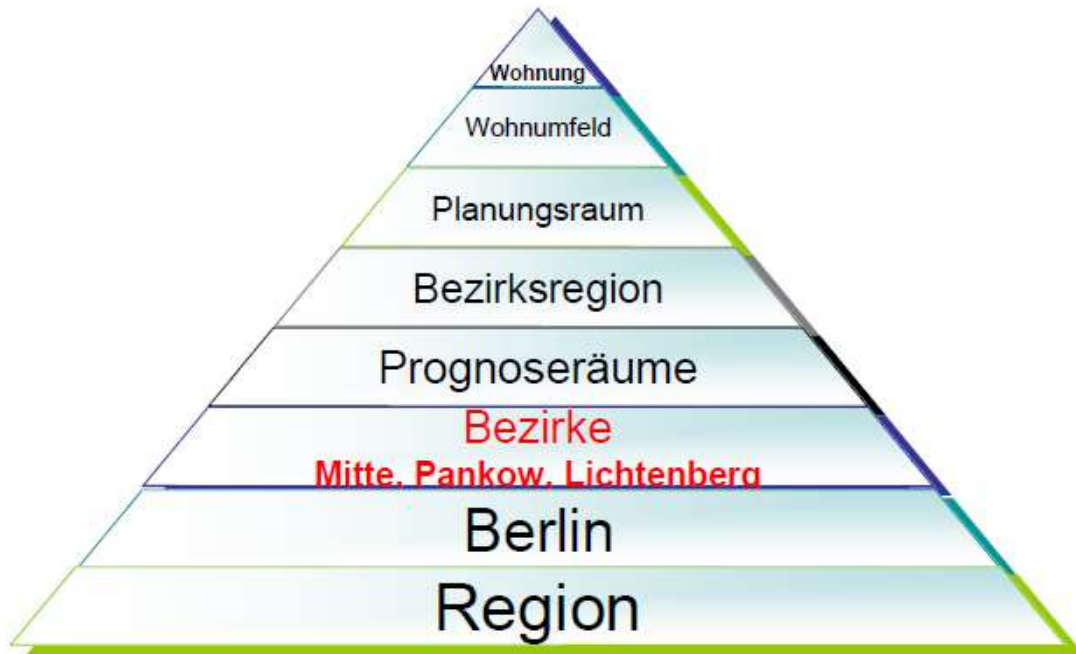 Wohnung
Wohnumfeld
Planungsraum
Bezirksregion
Prognoseräume
Bezirke
Mitte, Pankow, Lichtenberg
Berlin
Region